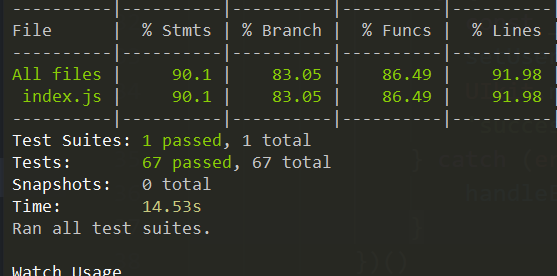 ----------|----------|----------|----------|----------|
File      |  % Stmts | % Branch |  % Funcs |  % Lines |
----------|----------|----------|----------|----------|
All files |     90.1 |    83.05 |    86.49 |    91.98 |
 index.js |     90.1 |    83.05 |    86.49 |    91.98 |
----------|----------|----------|----------|----------|
Test Suites: 1 passed, 1 total
Tests:       67 passed, 67 total
Snapshots:   0 total
Time:        14.53s
Ran all test suites.
Watch Usage